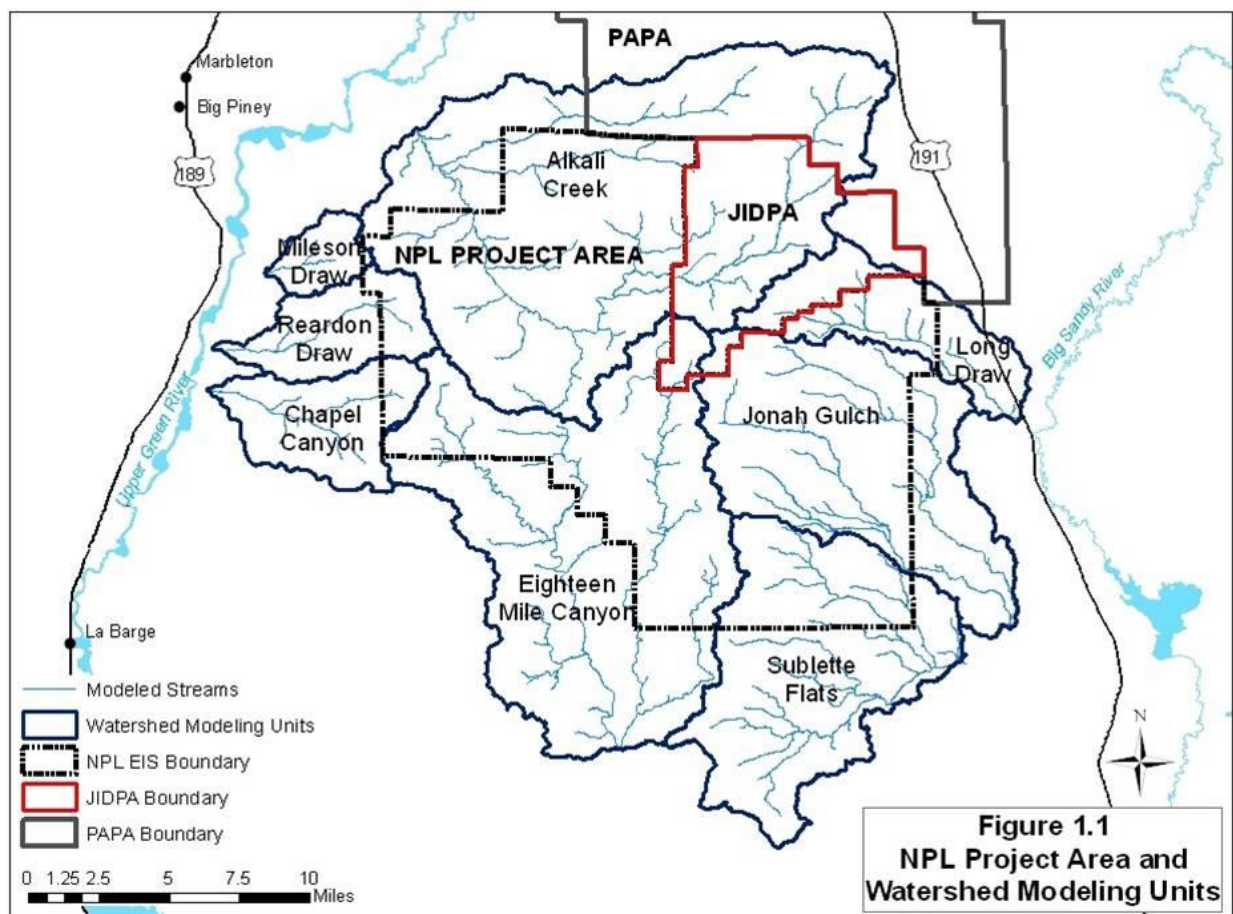 PAPA
Marbleton
Big Piney
189
191
Alkali
Creek
JIDPA
Mileson
Draw
NPL PROJECT AREA
Reardon
Draw
Long
Draw
Big Sandy River
Upper Green River
Chapel
Canyon
Jonah Gulch
Eighteen
Mile Canyon
La Barge
Sublette
Flats
Modeled Streams
Watershed Modeling Units
NPL EIS Boundary
JIDPA Boundary
PAPA Boundary
N
0 1.25 2.5 5 7.5 10
Miles
Figure 1.1
NPL Project Area and
Watershed Modeling Units